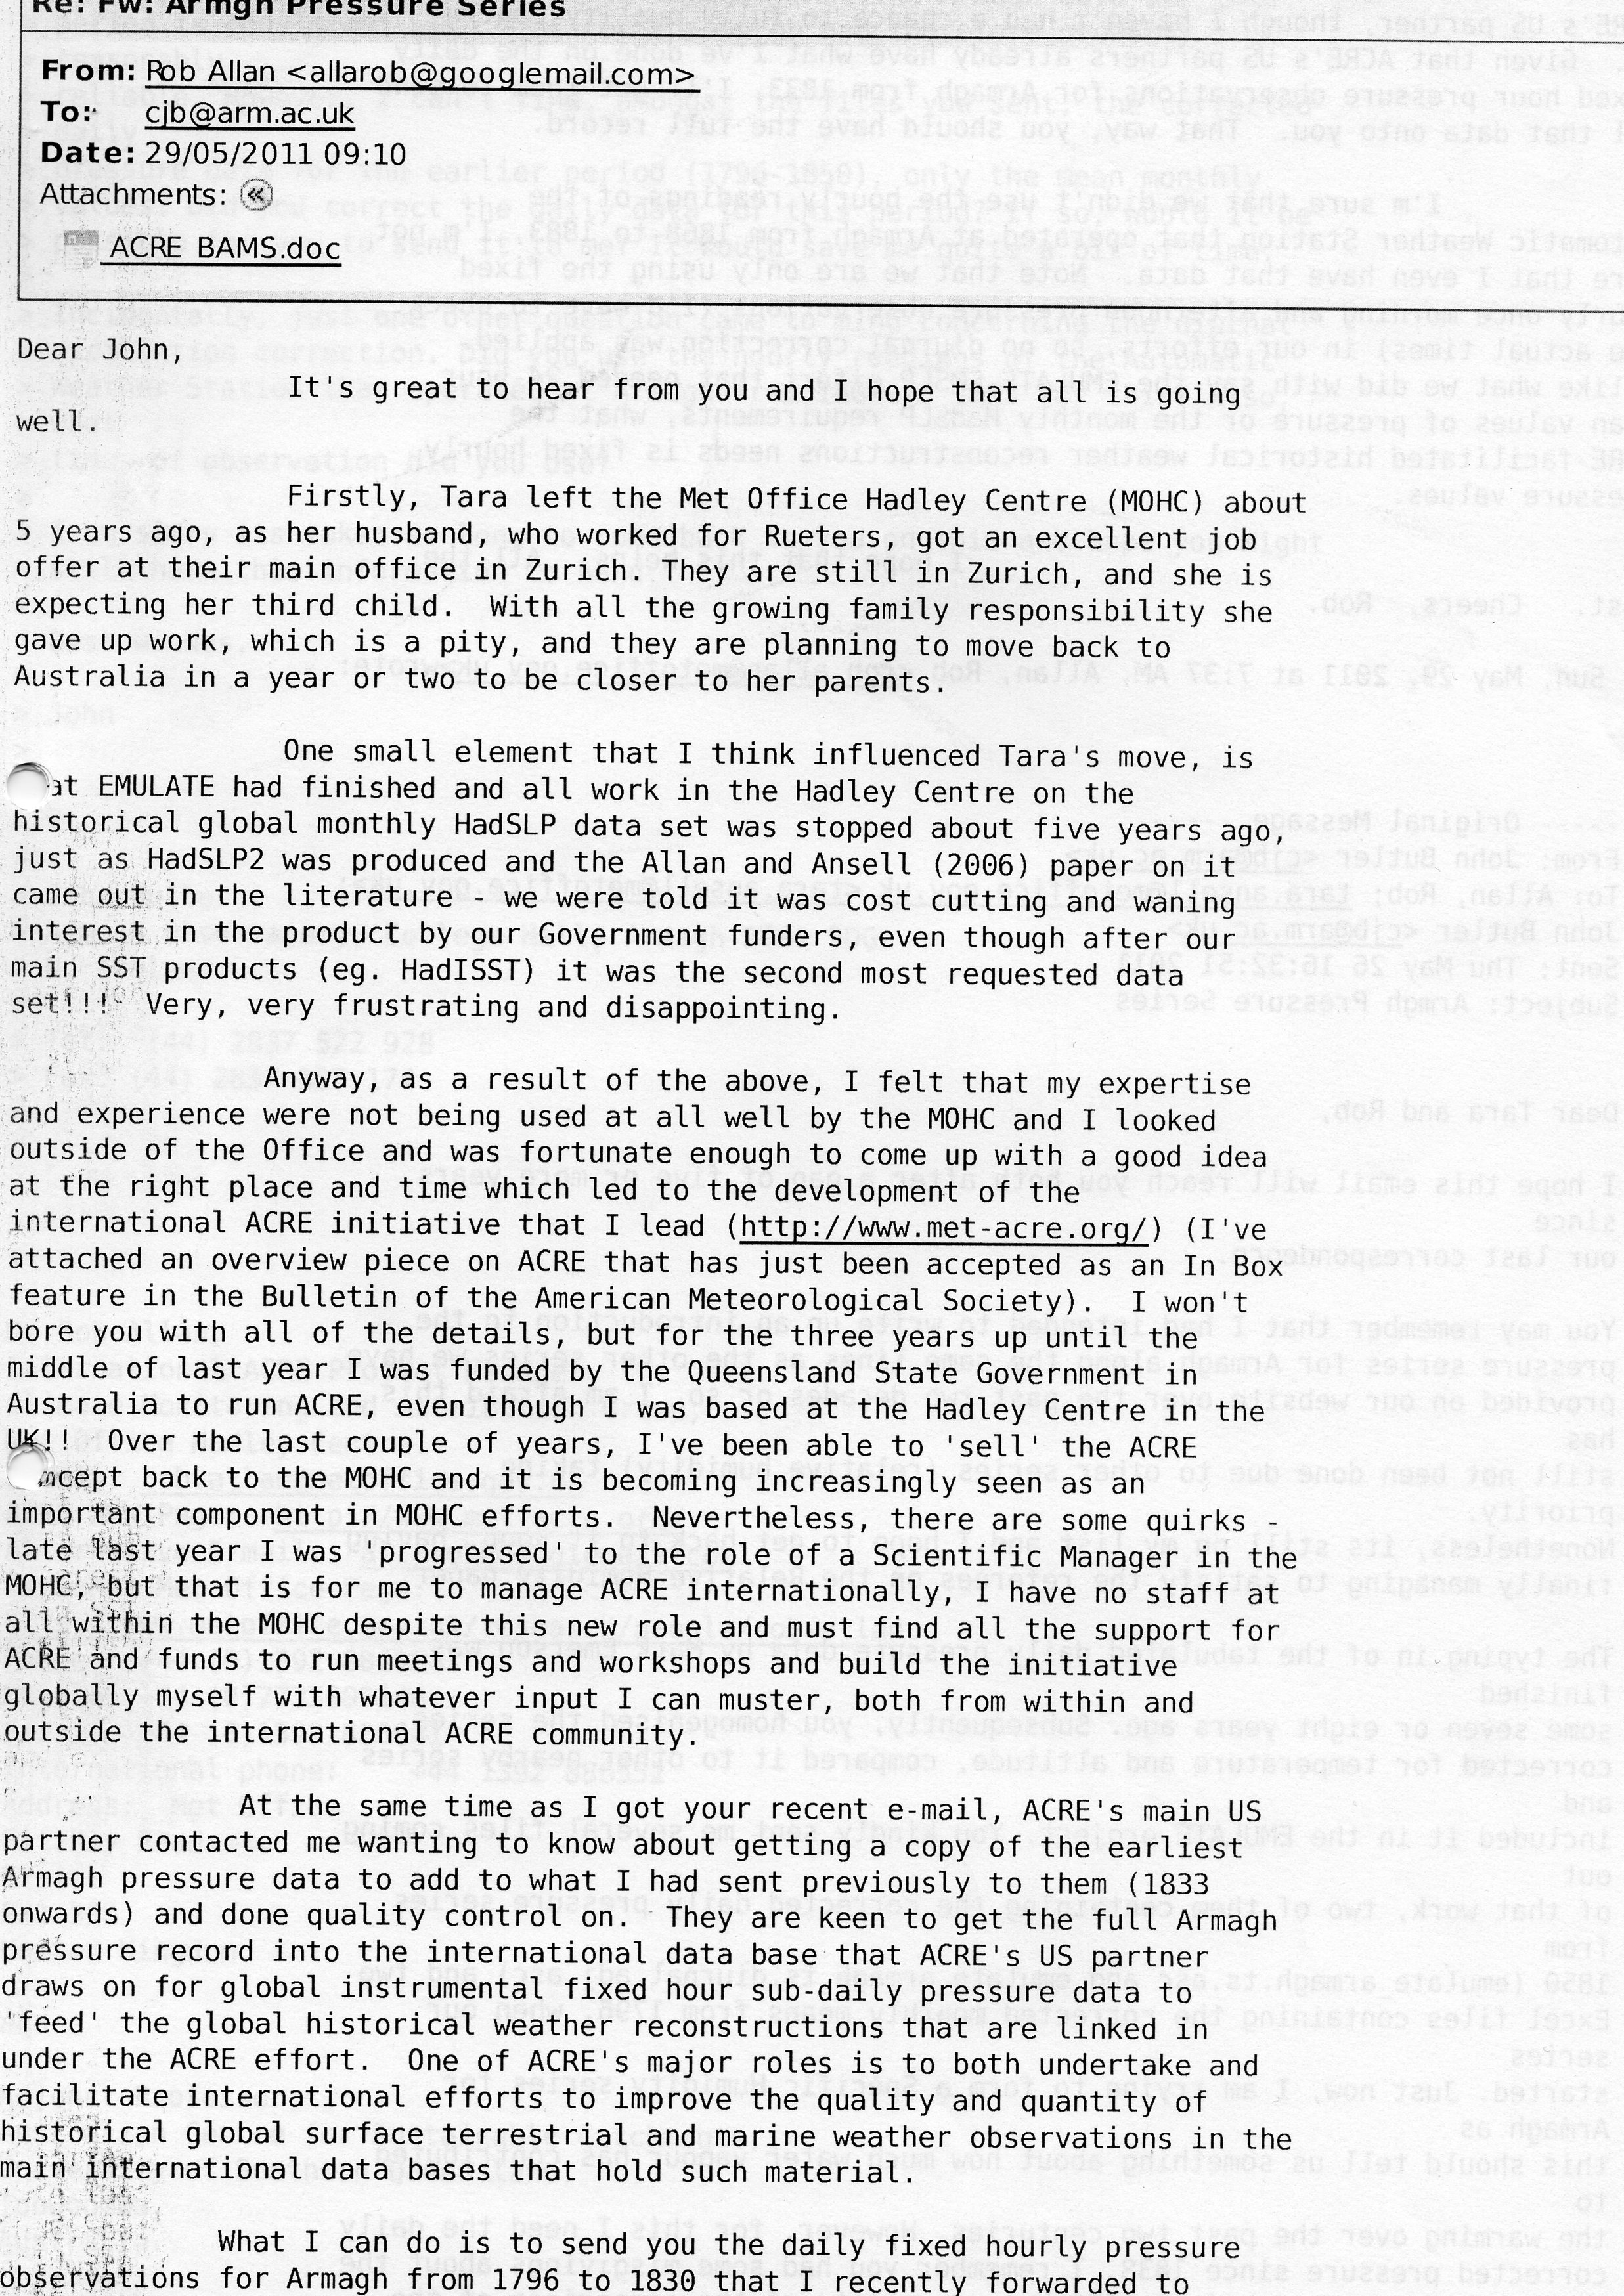 Re: Fw: Armgh Pressure Series
From: Rob Allan <allarob@googlemail.com>
To: cjb@arm.ac.uk
Date: 29/05/2011 09:10
Attachments:
ACRE BAMS.doc
Dear John,
It's great to hear from you and I hope that all is going
well.
Firstly, Tara left the Met Office Hadley Centre (MOHC) about
5 years ago, as her husband, who worked for Rueters, got an excellent job
offer at their main office in Zurich. They are still in Zurich, and she is
expecting her third child. With all the growing family responsibility she
gave up work, which is a pity, and they are planning to move back to
Australia in a year or two to be closer to her parents.
One small element that I think influenced Tara's move, is
at EMULATE had finished and all work in the Hadley Centre on the
historical global monthly HadSLP data set was stopped about five years ago,
just as HadSLP2 was produced and the Allan and Ansell (2006) paper on it
came out in the literature - we were told it was cost cutting and waning
interest in the product by our Government funders, even though after our
main SST products (eg. HadISST) it was the second most requested data
set!!! Very, very frustrating and disappointing.
Anyway, as a result of the above, I felt that my expertise
and experience were not being used at all well by the MOHC and I looked
outside of the Office and was fortunate enough to come up with a good idea
at the right place and time which led to the development of the
international ACRE initiative that I lead (http://www.met-acre.org/) (I've
attached an overview piece on ACRE that has just been accepted as an In Box
feature in the Bulletin of the American Meteorological Society). I won't
bore you with all of the details, but for the three years up until the
middle of last year I was funded by the Queensland State Government in
Australia to run ACRE, even though I was based at the Hadley Centre in the
UK!! Over the last couple of years, I've been able to 'sell' the ACRE
ncept back to the MOHC and it is becoming increasingly seen as an
important component in MOHC efforts. Nevertheless, there are some quirks -
late last year I was 'progressed' to the role of a Scientific Manager in the
MOHC, but that is for me to manage ACRE internationally, I have no staff at
all within the MOHC despite this new role and must find all the support for
ACRE and funds to run meetings and workshops and build the initiative
globally myself with whatever input I can muster, both from within and
outside the international ACRE community.
At the same time as I got your recent e-mail, ACRE's main US
partner contacted me wanting to know about getting a copy of the earliest
Armagh pressure data to add to what I had sent previously to them (1833
onwards) and done quality control on. They are keen to get the full Armagh
pressure record into the international data base that ACRE's US partner
draws on for global instrumental fixed hour sub-daily pressure data to
'feed' the global historical weather reconstructions that are linked in
under the ACRE effort. One of ACRE's major roles is to both undertake and
facilitate international efforts to improve the quality and quantity of
historical global surface terrestrial and marine weather observations in the
main international data bases that hold such material.
What I can do is to send you the daily fixed hourly pressure
observations for Armagh from 1796 to 1830 that I recently forwarded to